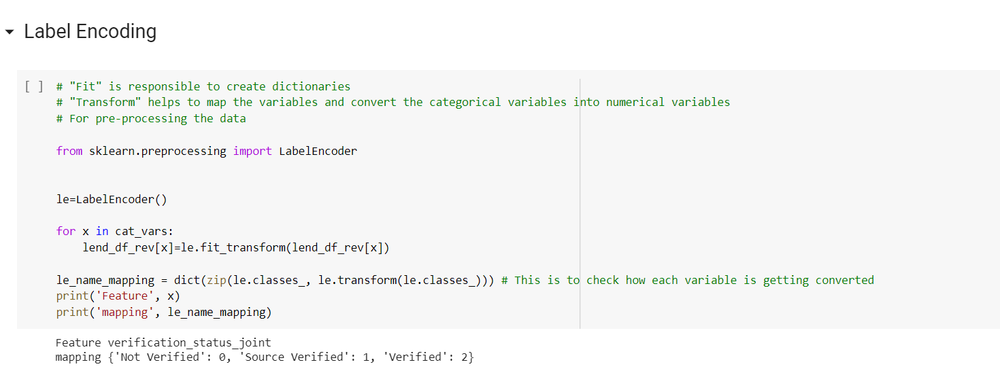 Label Encoding
[ ] # "Fit" is responsible to create dictionaries
# "Transform" helps to map the variables and convert the categorical variables into numerical variables
# For pre-processing the data
from sklearn.preprocessing import LabelEncoder
le=LabelEncoder()
for x in cat_vars:
    lend_df_rev[x]=le.fit_transform(lend_df_rev[x])
le_name_mapping = dict(zip(le.classes_, le.transform(le.classes_))) # This is to check how each variable is getting converted
print('Feature', x)
print('mapping', le_name_mapping)
Feature verification_status_joint
mapping {'Not Verified': 0, 'Source Verified': 1, 'Verified': 2}